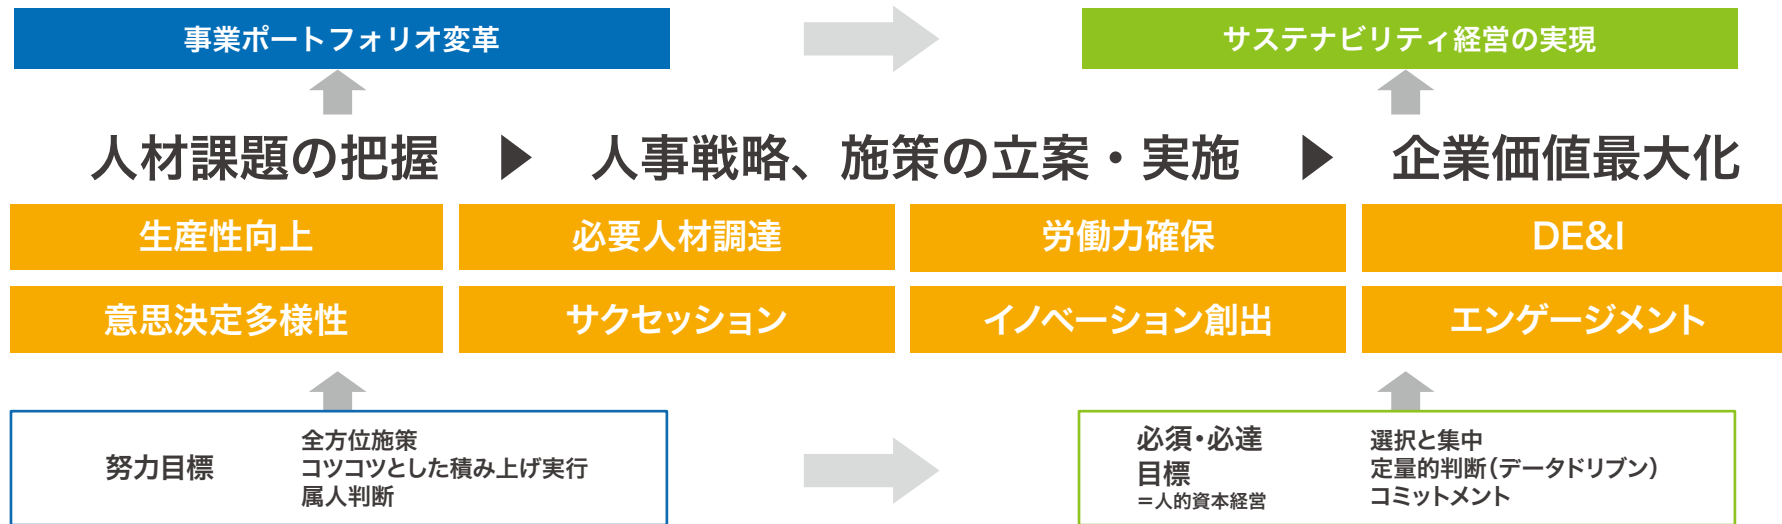 事業ポートフォリオ変革
サステナビリティ経営の実現
人材課題の把握 ▶ 人事戦略、施策の立案・実施 ▶ 企業価値最大化
生産性向上
必要人材調達
労働力確保
DE&I
意思決定多様性
サクセッション
イノベーション創出
エンゲージメント
努力目標
全方位施策
コツコツとした積み上げ実行
属人判断
必須・必達
目標
＝人的資本経営
選択と集中
定量的判断（データドリブン）
コミットメント